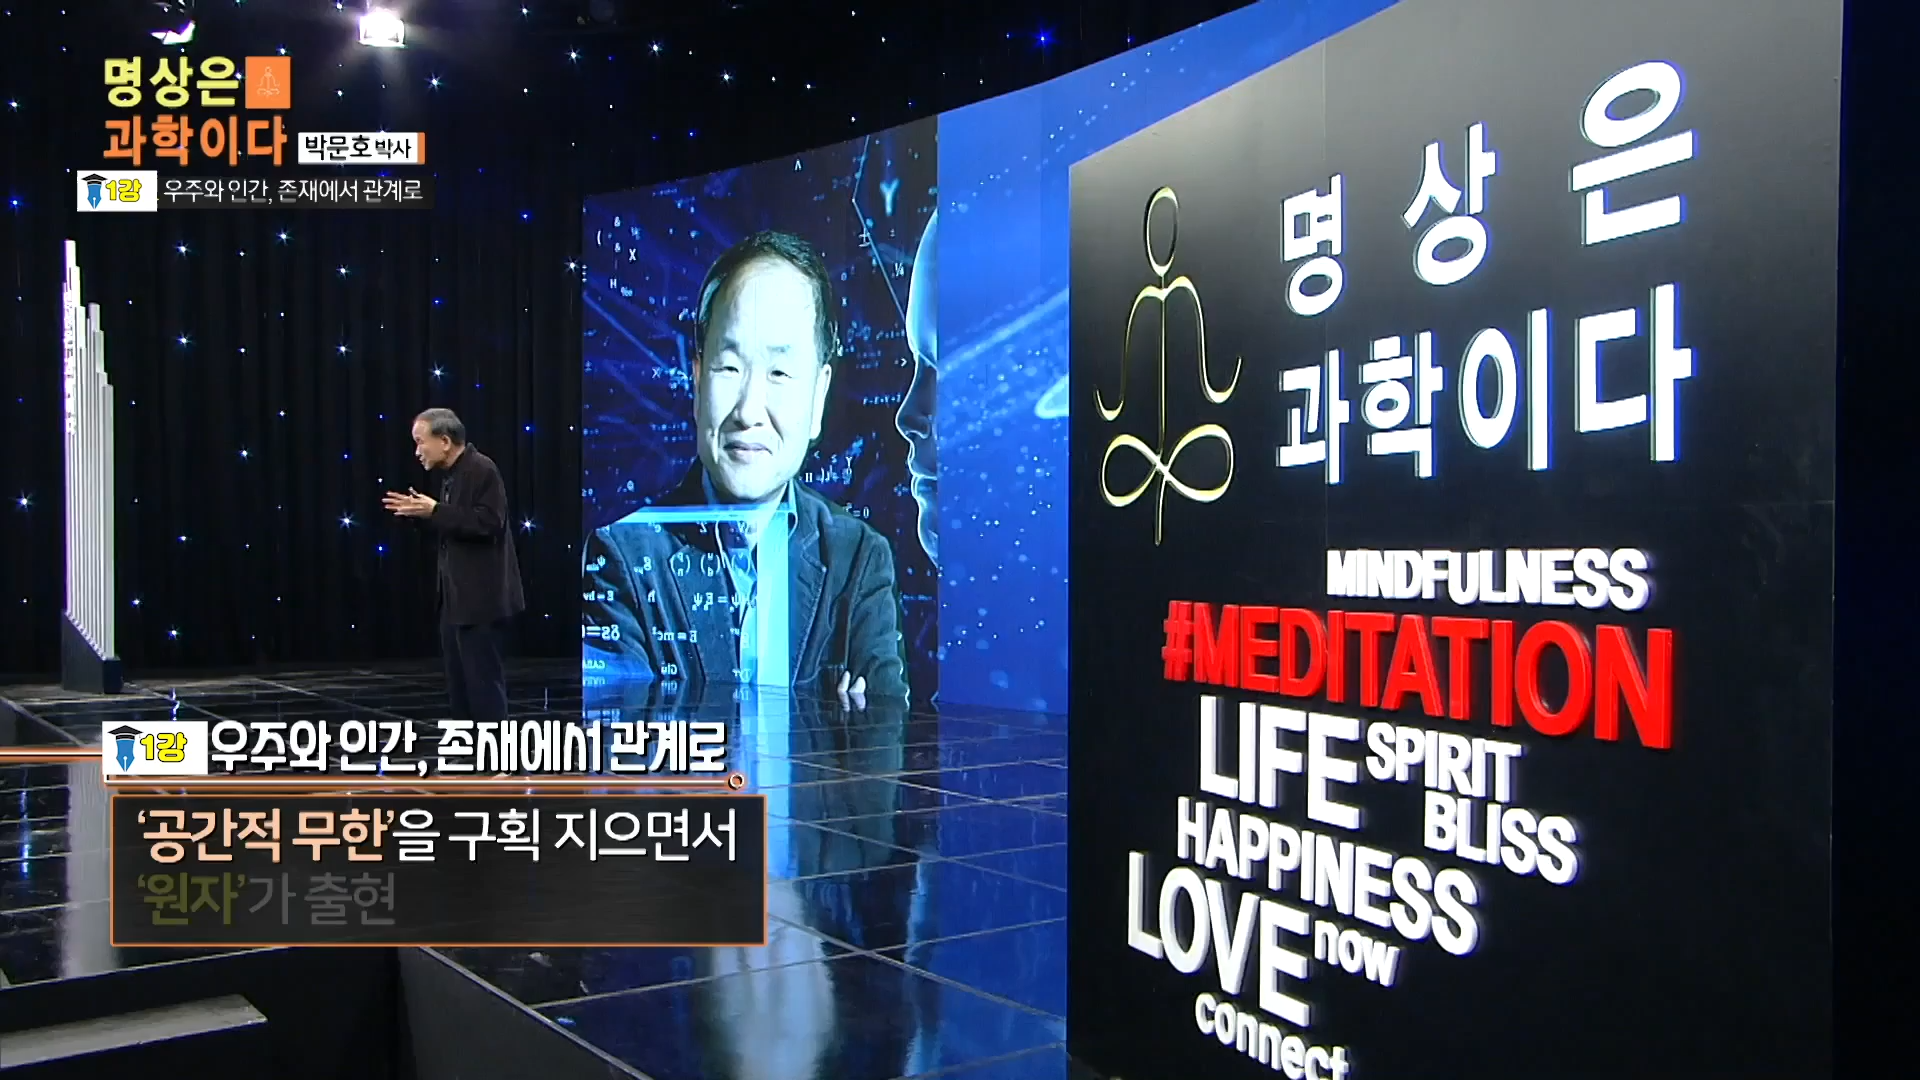 명상은
과학이다 박문호 박사
1강 우주와 인간, 존재에서 관계로
명상은
과학이다
MINDFULNESS
#MEDITATION
LIFE SPIRIT
BLISS
HAPPINESS
LOVE now
connect
1강 우주와 인간, 존재에서 관계로
‘공간적 무한’을 구획 지으면서
‘원자’가 출현